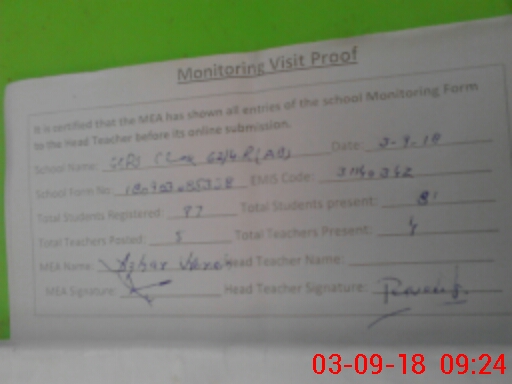 Monitoring Visit Proof
It is certified that the MEA has shown all entries of the school Monitoring Form
to the Head Teacher before its online submission.
School Name: Date: 3-9-18
School Form No: EMIS Code:
Total Students Registered: 87 Total Students present: 81
Total Teachers Posted: 5 Total Teachers Present: 4
MEA Name: Azhar Head Teacher Name:
MEA Signature: Head Teacher Signature:
03-09-18 09:24